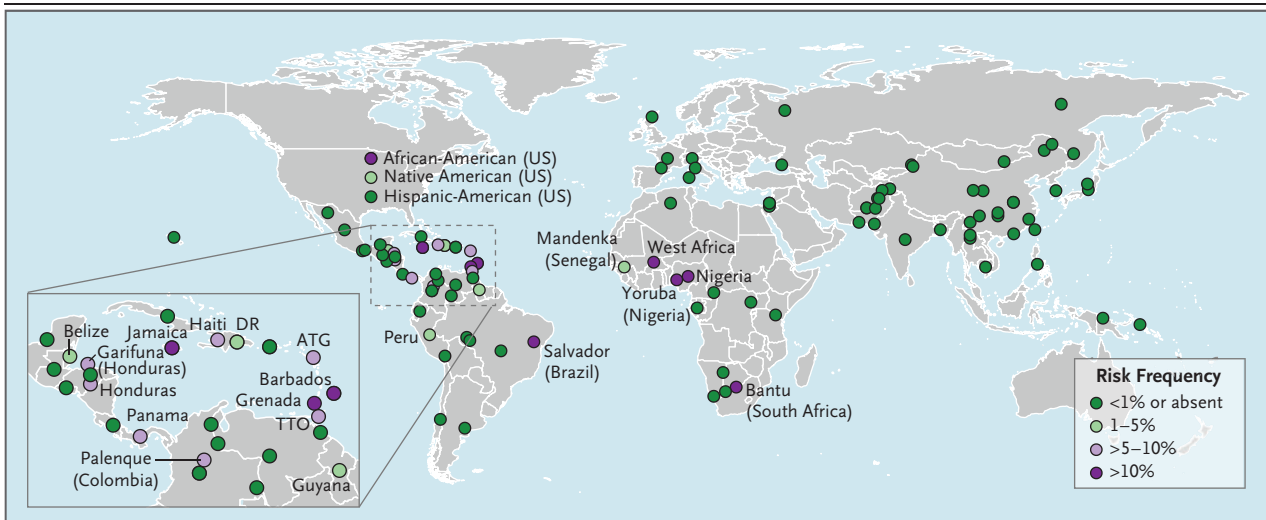 African-American (US)
Native American (US)
Hispanic-American (US)
Mandenka
(Senegal)
West Africa
Nigeria
Yoruba
(Nigeria)
Peru
Salvador
(Brazil)
Bantu
(South Africa)
Belize
Jamaica
Haiti
DR
ATG
Garifuna
(Honduras)
Honduras
Barbados
Grenada
Panama
TTO
Palenque
(Colombia)
Guyana
Risk Frequency
<1% or absent
1–5%
>5–10%
>10%